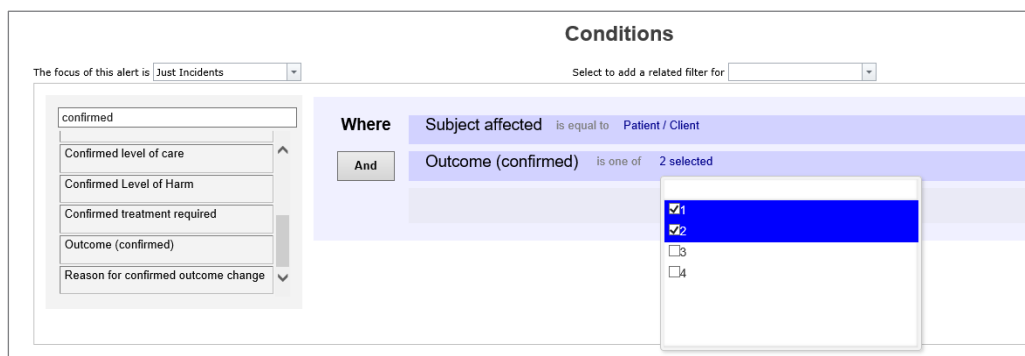 Conditions
The focus of this alert is Just Incidents
Select to add a related filter for
confirmed
Confirmed level of care
Confirmed Level of Harm
Confirmed treatment required
Outcome (confirmed)
Reason for confirmed outcome change
Where Subject affected is equal to Patient / Client
And Outcome (confirmed) is one of 2 selected
1
2
3
4